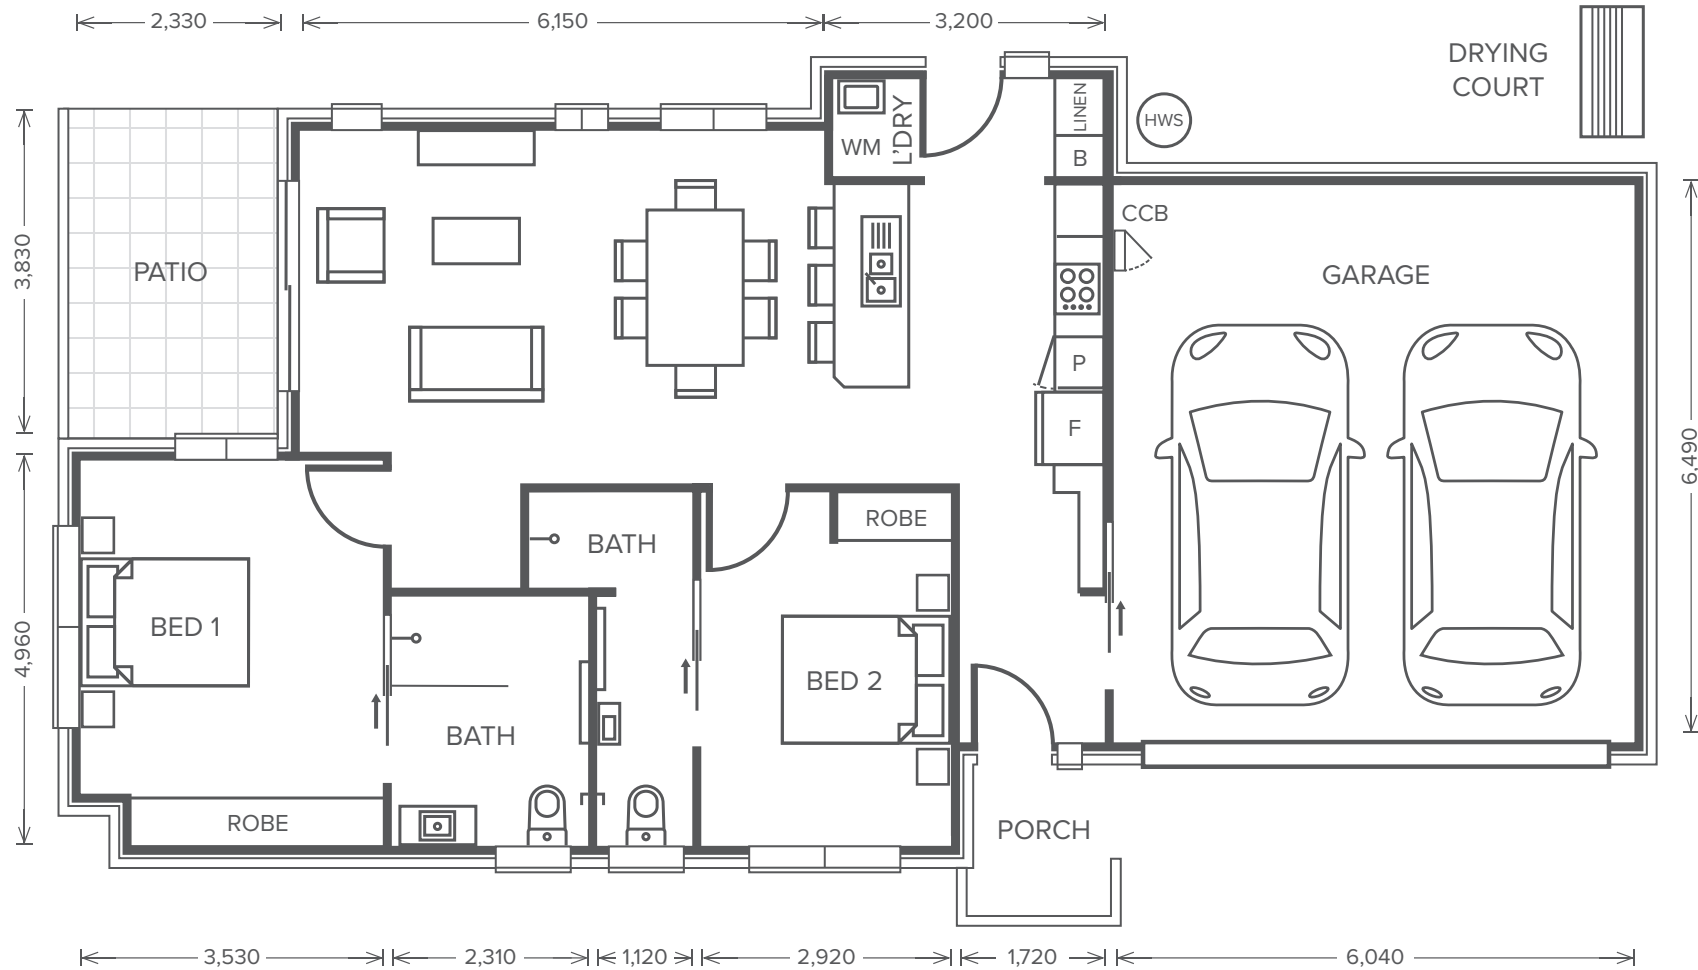 2,330
6,150
3,200
DRYING
COURT
LINEN
HWS
L'DRY
WM
B
CCB
3,830
PATIO
GARAGE
P
F
6,490
ROBE
BATH
BED 1
4,960
BED 2
BATH
ROBE
PORCH
3,530
2,310
1,120
2,920
1,720
6,040